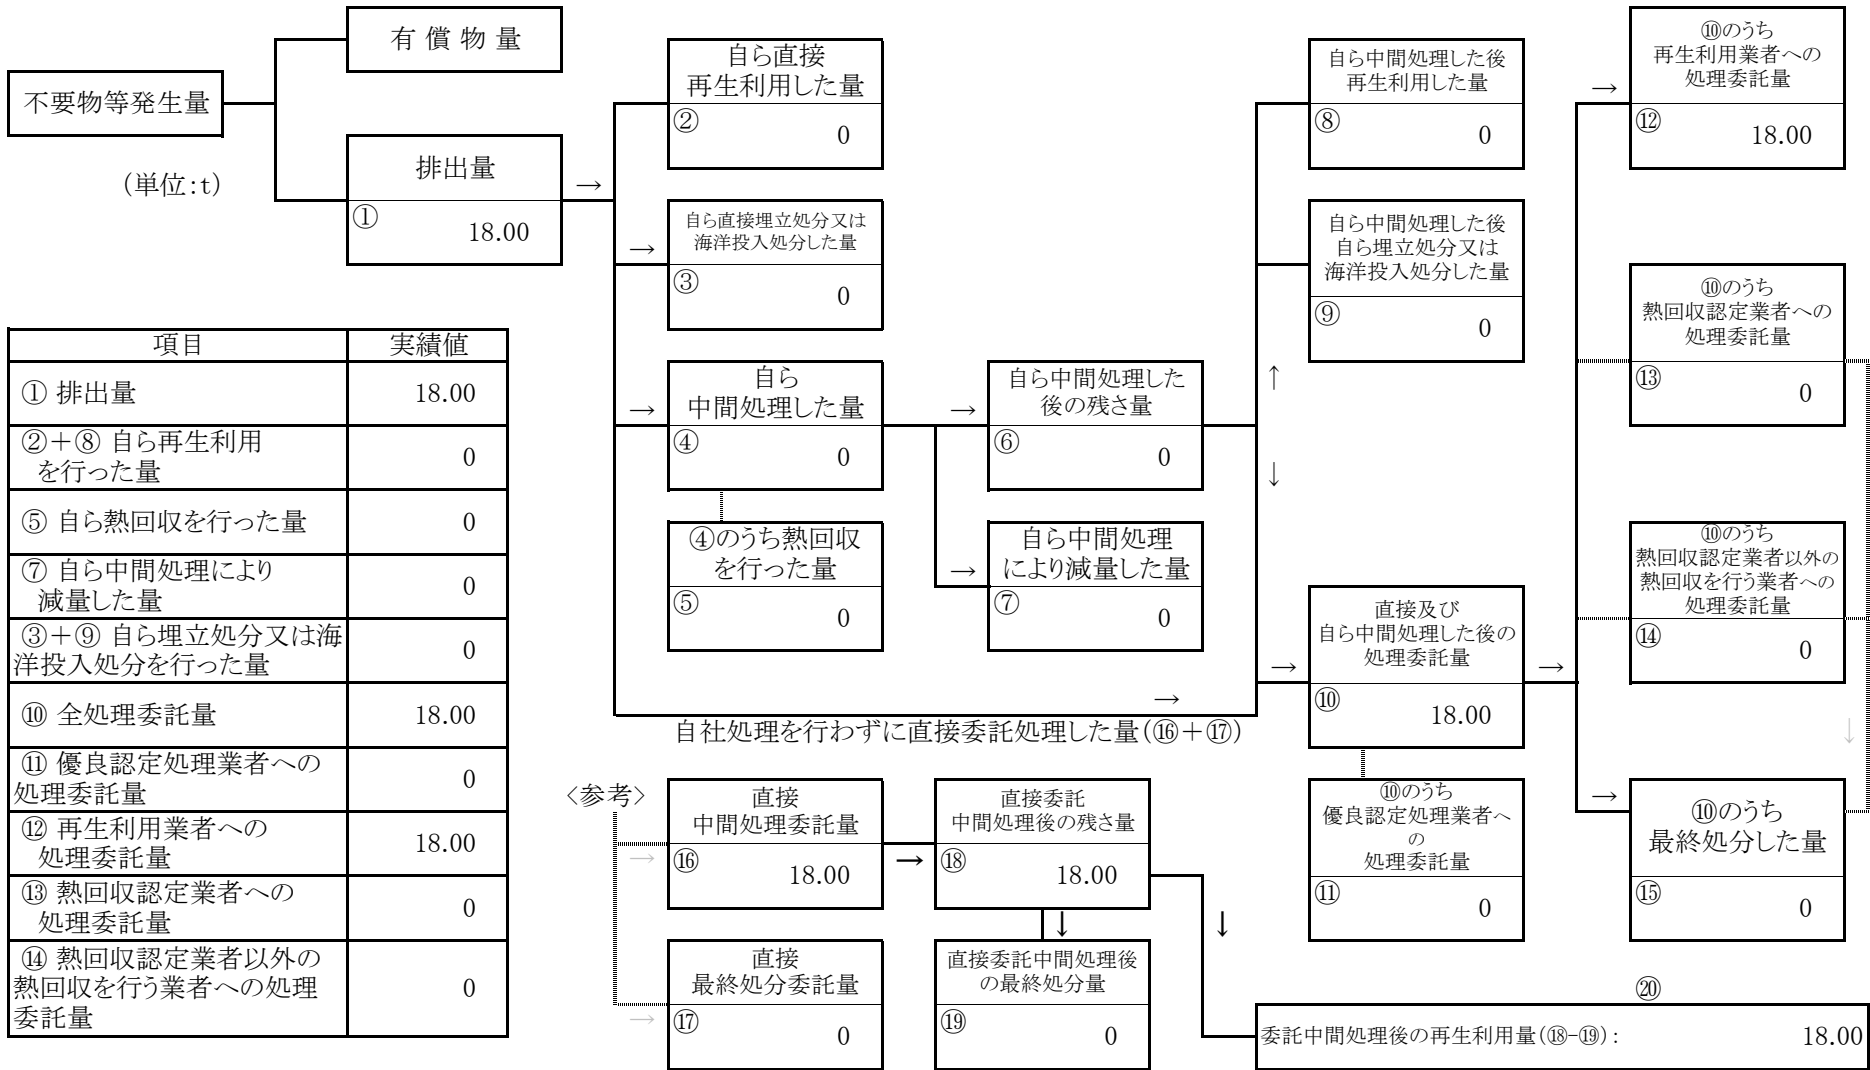 不要物等発生量
有 償 物 量
(単位:t)
排出量
①
18.00
→
自ら直接
再生利用した量
②
0
→
自ら直接埋立処分又は
海洋投入処分した量
③
0
→
自ら
中間処理した量
④
0
④のうち熱回収
を行った量
⑤
0
→
自ら中間処理した
後の残さ量
⑥
0
→
自ら中間処理
により減量した量
⑦
0
自ら中間処理した後
再生利用した量
⑧
0
自ら中間処理した後
自ら埋立処分又は
海洋投入処分した量
⑨
0
↑
↓
→
自社処理を行わずに直接委託処理した量(⑯+⑰)
→
直接及び
自ら中間処理した後の
処理委託量
⑩
18.00
⑩のうち
優良認定処理業者へ
の
処理委託量
⑪
0
→
→
⑩のうち
再生利用業者への
処理委託量
⑫
18.00
⑩のうち
熱回収認定業者への
処理委託量
⑬
0
⑩のうち
熱回収認定業者以外の
熱回収を行う業者への
処理委託量
⑭
0
↓
→
⑩のうち
最終処分した量
⑮
0
項目 実績値
① 排出量 18.00
②+⑧ 自ら再生利用
を行った量 0
⑤ 自ら熱回収を行った量 0
⑦ 自ら中間処理により
減量した量 0
③+⑨ 自ら埋立処分又は海
洋投入処分を行った量 0
⑩ 全処理委託量 18.00
⑪ 優良認定処理業者への
処理委託量 0
⑫ 再生利用業者への
処理委託量 18.00
⑬ 熱回収認定業者への
処理委託量 0
⑭ 熱回収認定業者以外の
熱回収を行う業者への処理
委託量 0
<参考>
→
直接
中間処理委託量
⑯
18.00
→
直接委託
中間処理後の残さ量
⑱
18.00
→
直接
最終処分委託量
⑰
0
↓
直接委託中間処理後
の最終処分量
⑲
0
↓
⑳
委託中間処理後の再生利用量(⑱-⑲): 18.00